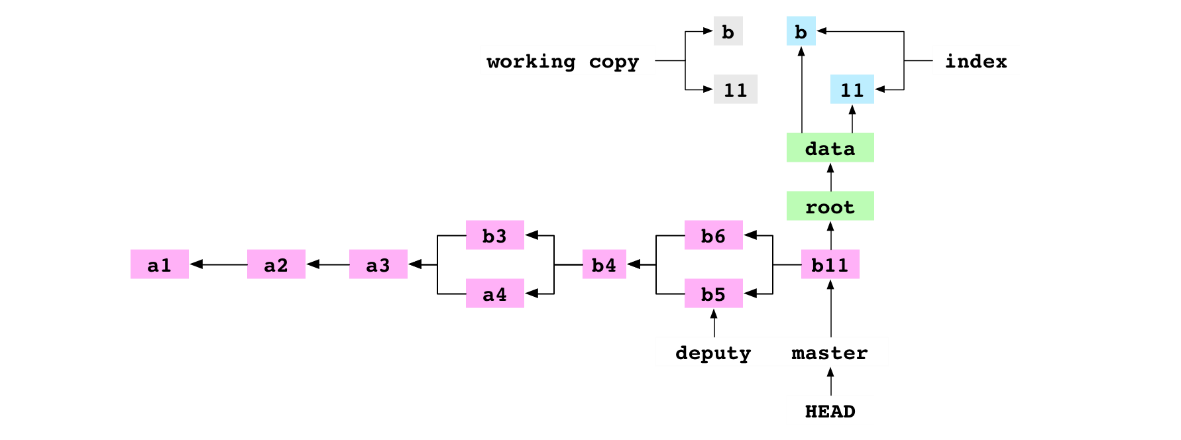 b b
working copy index
11 11
data
root
b3 b6
a1 a2 a3 b4 b11
a4 b5
deputy master
HEAD